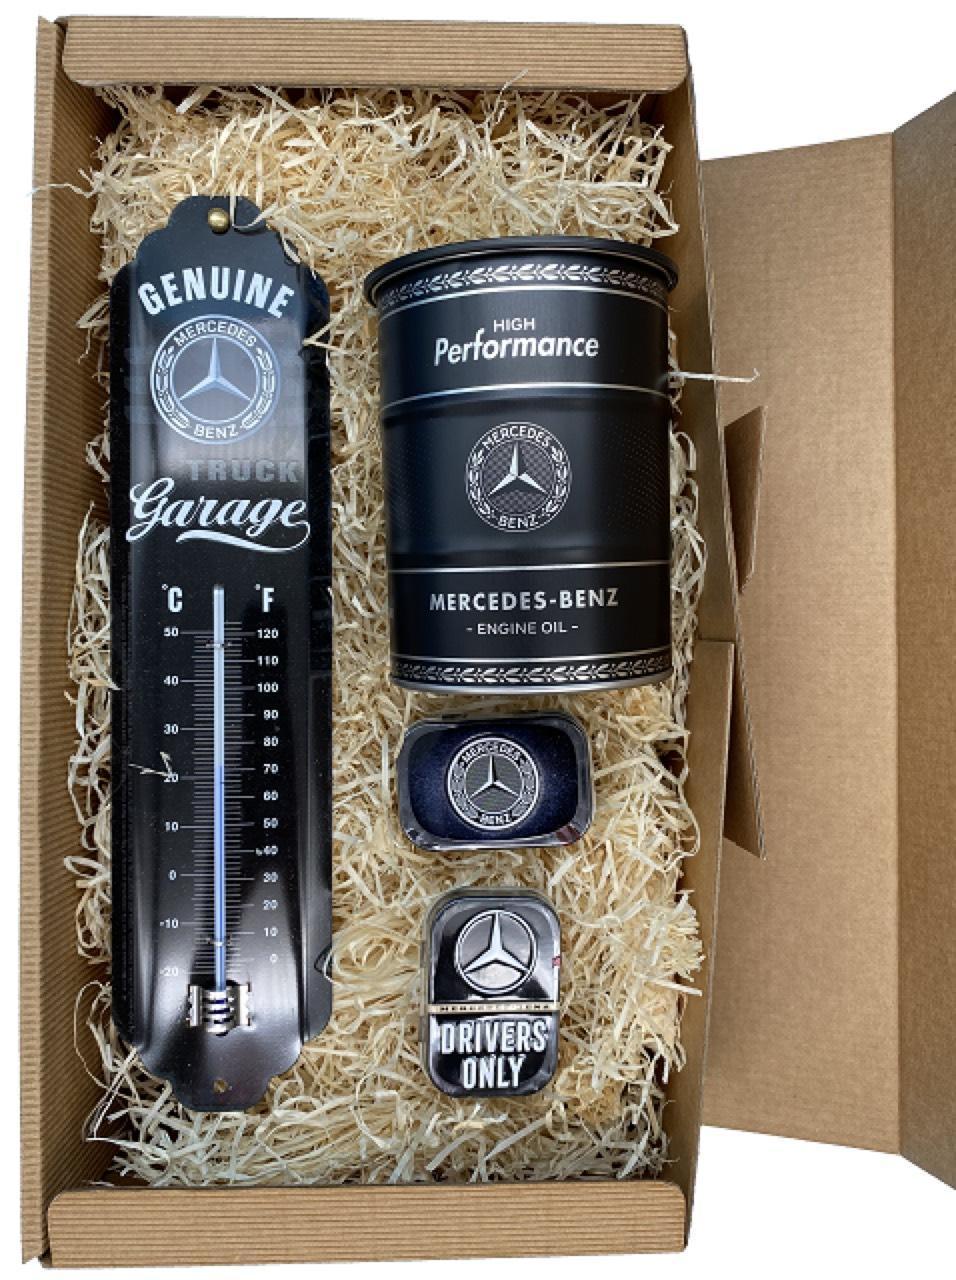 GENUINE
MERCEDES
BENZ
TRUCK
Garage
°C
°F
50
40
30
20
10
0
-10
-20
120
110
100
90
80
70
60
50
40
30
20
10
0
HIGH
Performance
MERCEDES
BENZ
MERCEDES-BENZ
- ENGINE OIL -
MERCEDES
BENZ
MERCEDES-BENZ
DRIVERS'
ONLY